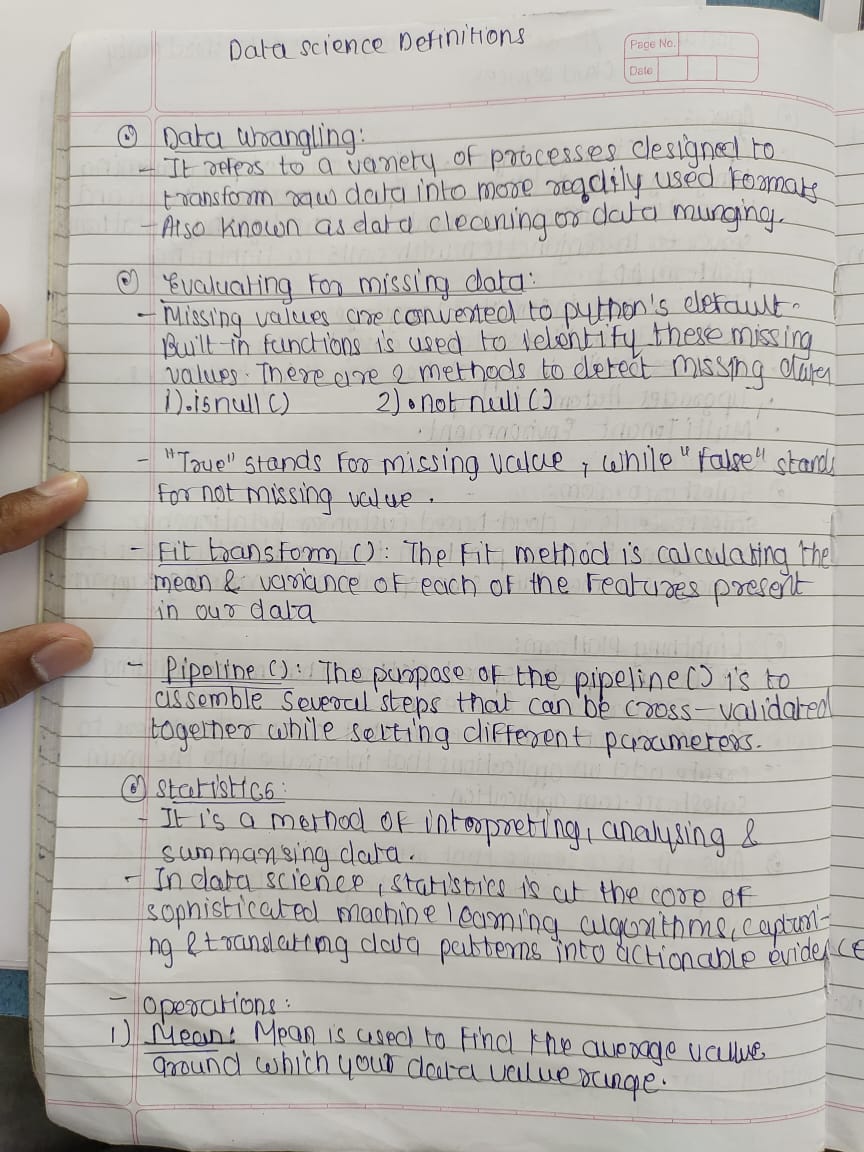 Data science Definitions
Page No.
Date
Data wrangling:
- It refers to a variety of processes designed to
transform raw data into more readily used formats
- Also known as data cleaning or data munging.
Evaluating for missing data:
- Missing values are converted to python's default.
Built-in functions is used to identify these missing
values. There are 2 methods to detect missing data
1) .isnull () 2) .not null ()
- "True" stands for missing value, while "false" stands
for not missing value.
- Fit transform (): The fit method is calculating the
mean & variance of each of the features present
in our data
- Pipeline (): The purpose of the pipeline() is to
assemble several steps that can be cross-validated
together while setting different parameters.
Statistics:
- It is a method of interpreting, analysing &
summarising data.
- In data science, statistics is at the core of
sophisticated machine learning algorithms, capturi-
ng & translating data patterns into actionable evidence
- Operations:
1) Mean: Mean is used to find the average value
around which your data value range.